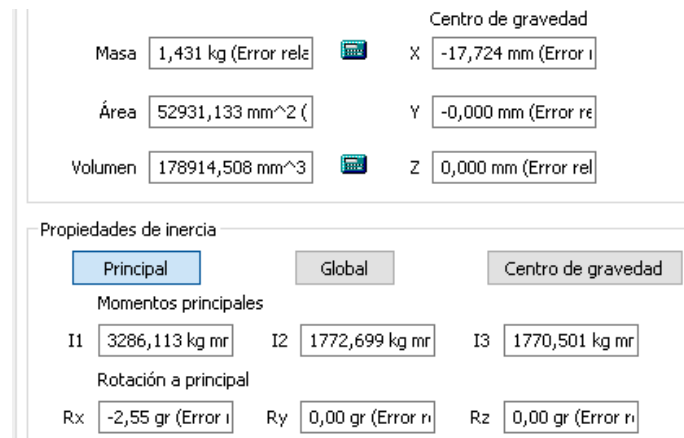 Centro de gravedad
Masa 1,431 kg (Error rela X -17,724 mm (Error r
Área 52931,133 mm^2 ( Y -0,000 mm (Error re
Volumen 178914,508 mm^3 Z 0,000 mm (Error rel
Propiedades de inercia
Principal Global Centro de gravedad
Momentos principales
I1 3286,113 kg mr I2 1772,699 kg mr I3 1770,501 kg mr
Rotación a principal
Rx -2,55 gr (Error r Ry 0,00 gr (Error re Rz 0,00 gr (Error re